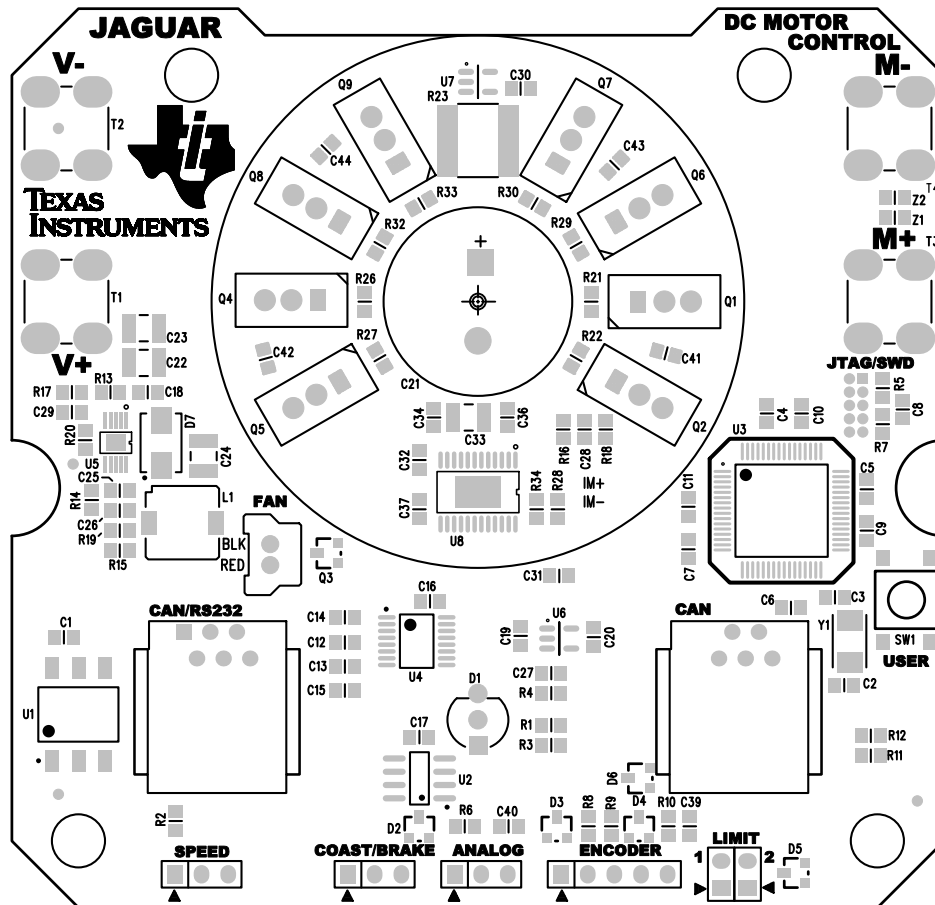 JAGUAR
DC MOTOR
CONTROL
V-
M-
Q9
U7
C30
Q7
R23
T2
C44
C43
Q8
Q6
TEXAS
INSTRUMENTS
R33
R30
T4
Z2
Z1
R32
R29
M+
T3
+
Q4
R26
R21
Q1
T1
C23
C22
V+
R27
R22
C42
C41
JTAG/SWD
R17
R13
C18
C21
R5
C29
C8
R20
D7
Q5
C34
C33
C36
Q2
C4
C10
U3
R7
U5
C24
C32
R16
C28
R18
C25
R14
L1
FAN
C37
R34
R28
IM+
IM-
C11
C5
C26
R19
R15
BLK
RED
Q3
U8
C7
C9
C31
CAN/RS232
C16
CAN
C6
C3
C1
C14
C12
C13
C15
U4
C19
U6
C20
Y1
SW1
USER
C27
R4
D1
C2
U1
R1
R3
C17
R12
R11
U2
D6
R2
D2
R6
C40
D3
R8
R9
D4
R10
C39
SPEED
COAST/BRAKE
ANALOG
ENCODER
LIMIT
1
2
D5